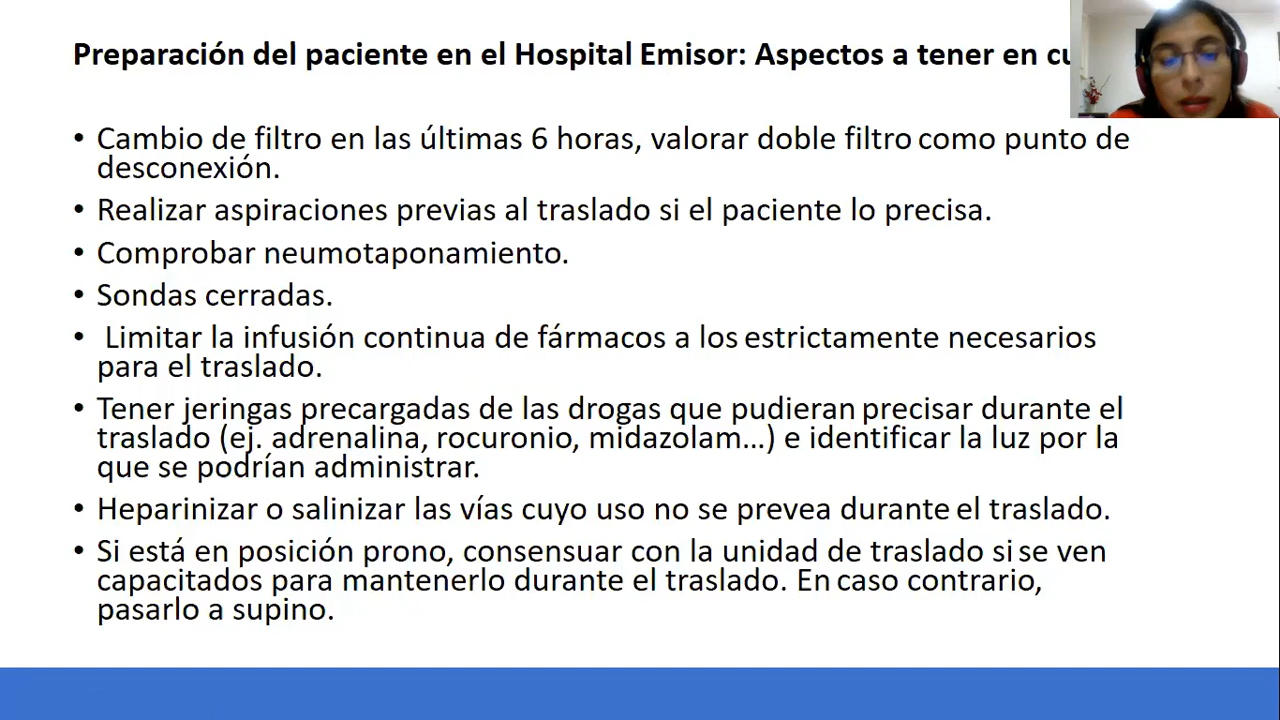 Preparación del paciente en el Hospital Emisor: Aspectos a tener en
• Cambio de filtro en las últimas 6 horas, valorar doble filtro como punto de
desconexión.
• Realizar aspiraciones previas al traslado si el paciente lo precisa.
• Comprobar neumotaponamiento.
• Sondas cerradas.
• Limitar la infusión continua de fármacos a los estrictamente necesarios
para el traslado.
• Tener jeringas precargadas de las drogas que pudieran precisar durante el
traslado (ej. adrenalina, rocuronio, midazolam...) e identificar la luz por la
que se podrían administrar.
• Heparinizar o salinizar las vías cuyo uso no se prevea durante el traslado.
• Si está en posición prono, consensuar con la unidad de traslado si se ven
capacitados para mantenerlo durante el traslado. En caso contrario,
pasarlo a supino.